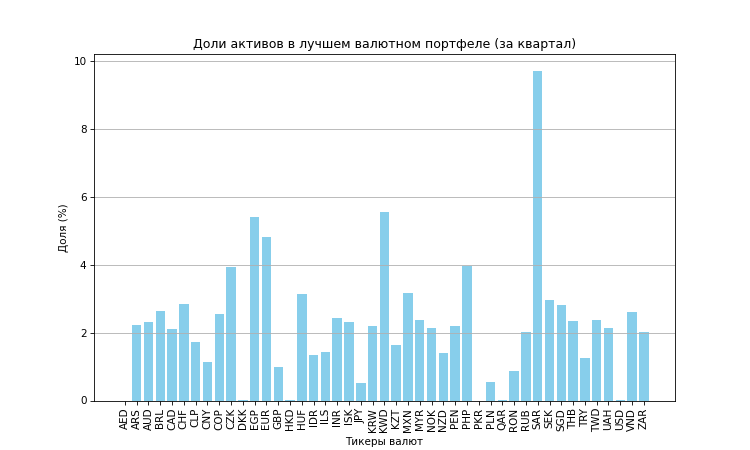 Доли активов в лучшем валютном портфеле (за квартал)
Доля (%)
10
8
6
4
2
0
AED
ARS
AUD
BRL
CAD
CHF
CLP
CNY
COP
CZK
DKK
EGP
EUR
GBP
HKD
HUF
IDR
ILS
INR
ISK
JPY
KRW
KWD
KZT
MXN
MYR
NOK
NZD
PEN
PHP
PKR
PLN
QAR
RON
RUB
SAR
SEK
SGD
THB
TRY
TWD
UAH
USD
VND
ZAR
Тикеры валют